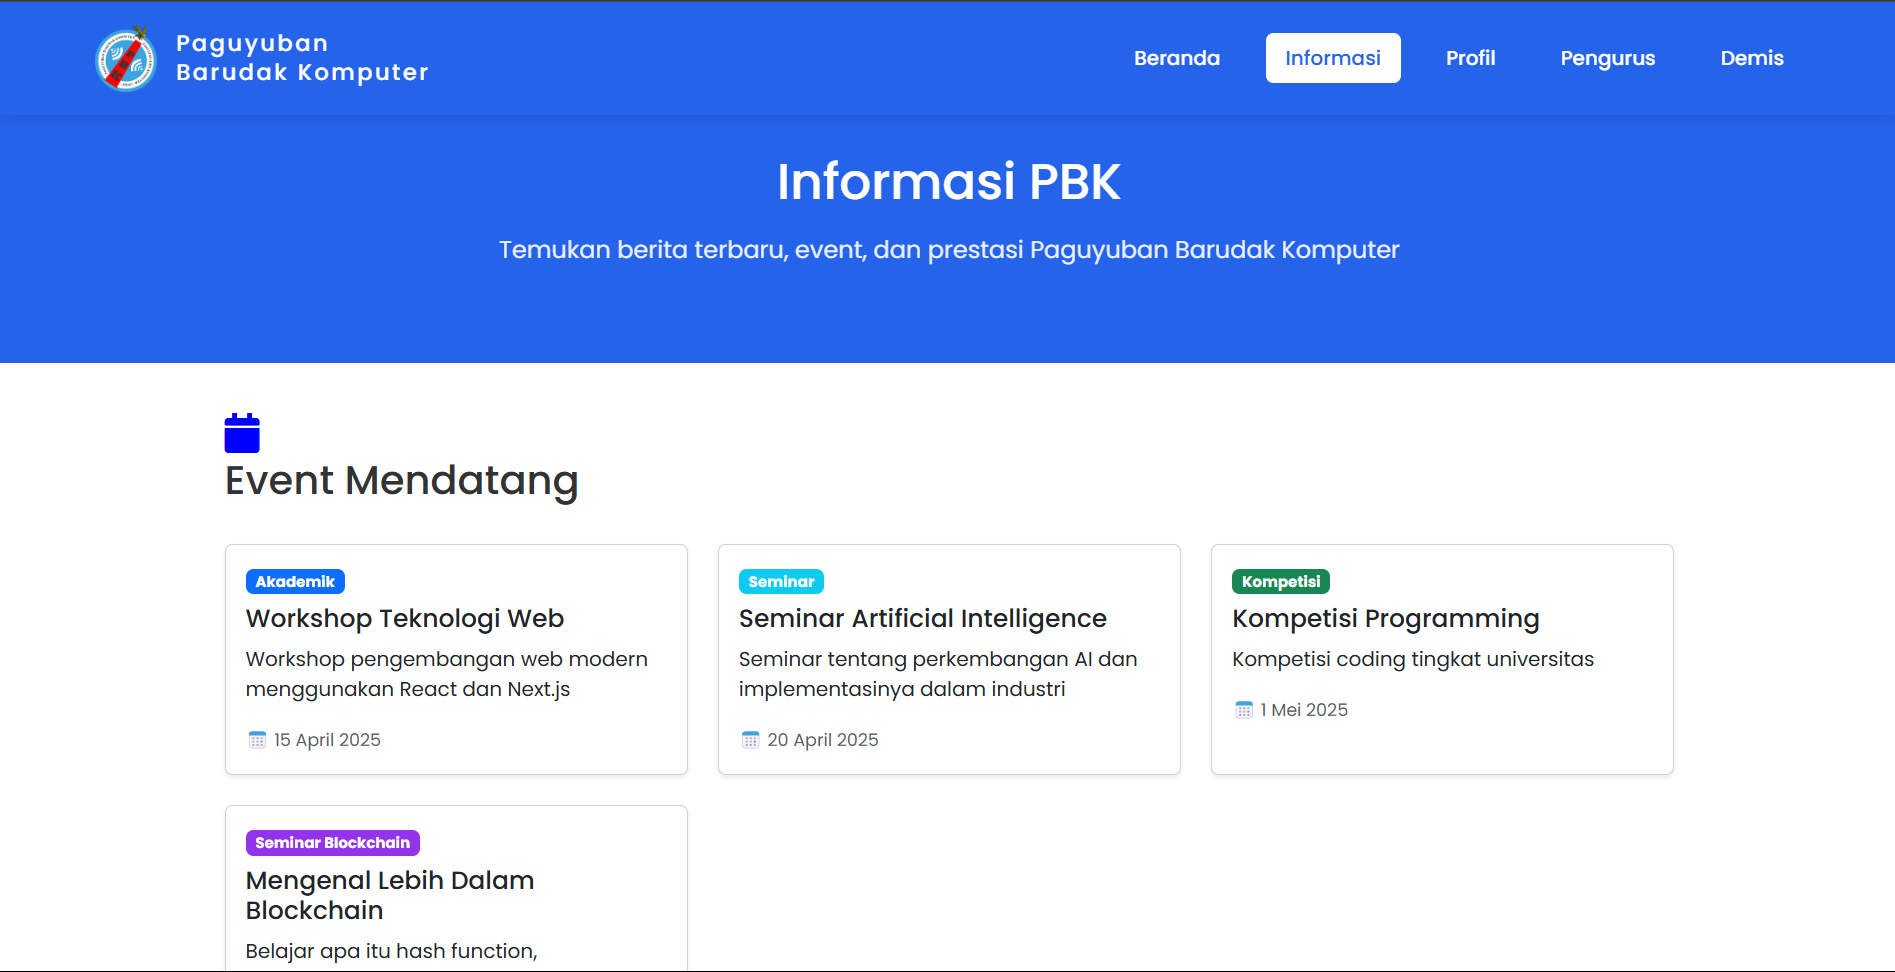 Paguyuban
Barudak Komputer
Beranda
Informasi
Profil
Pengurus
Demis
Informasi PBK
Temukan berita terbaru, event, dan prestasi Paguyuban Barudak Komputer
Event Mendatang
Akademik
Workshop Teknologi Web
Workshop pengembangan web modern
menggunakan React dan Next.js
15 April 2025
Seminar
Seminar Artificial Intelligence
Seminar tentang perkembangan AI dan
implementasinya dalam industri
20 April 2025
Kompetisi
Kompetisi Programming
Kompetisi coding tingkat universitas
1 Mei 2025
Seminar Blockchain
Mengenal Lebih Dalam
Blockchain
Belajar apa itu hash function,